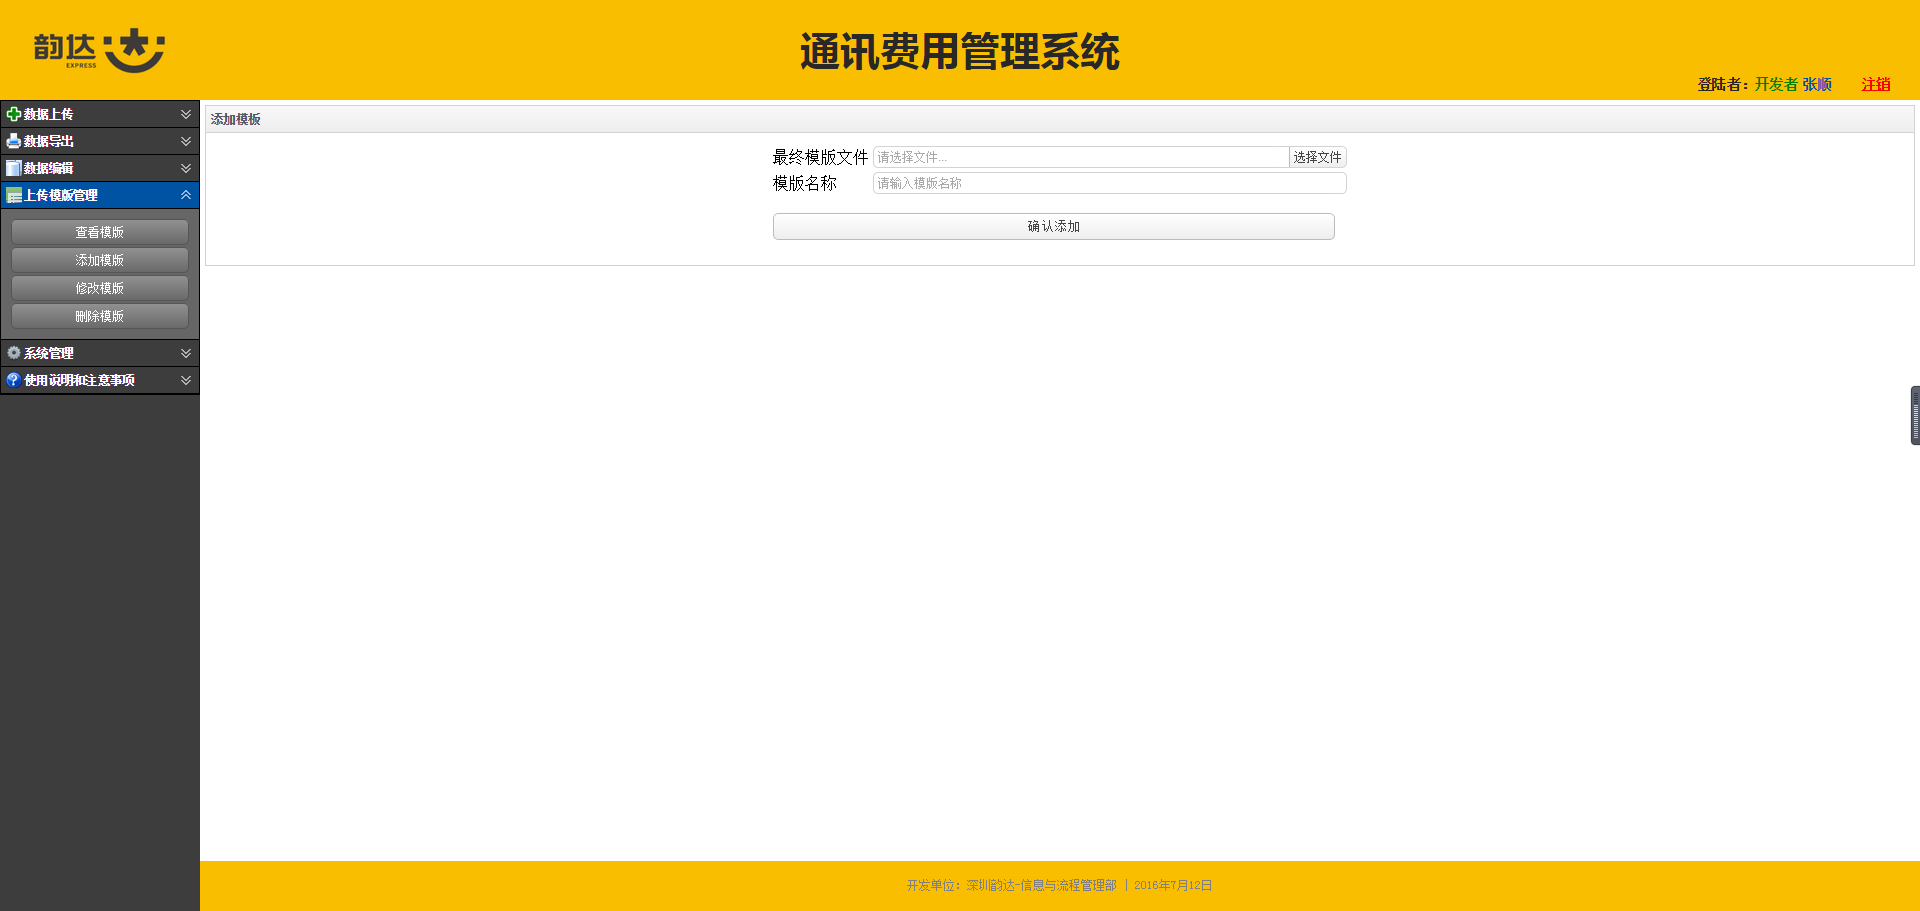 韵达
EXPRESS
通讯费用管理系统
登陆者：开发者 张顺 注销
数据上传
数据导出
数据编辑
上传模版管理
查看模版
添加模版
修改模版
删除模版
系统管理
使用说明和注意事项
添加模板
最终模版文件 请选择文件... 选择文件
模版名称 请输入模版名称
确认添加
开发单位：深圳韵达-信息与流程管理部 | 2016年7月12日